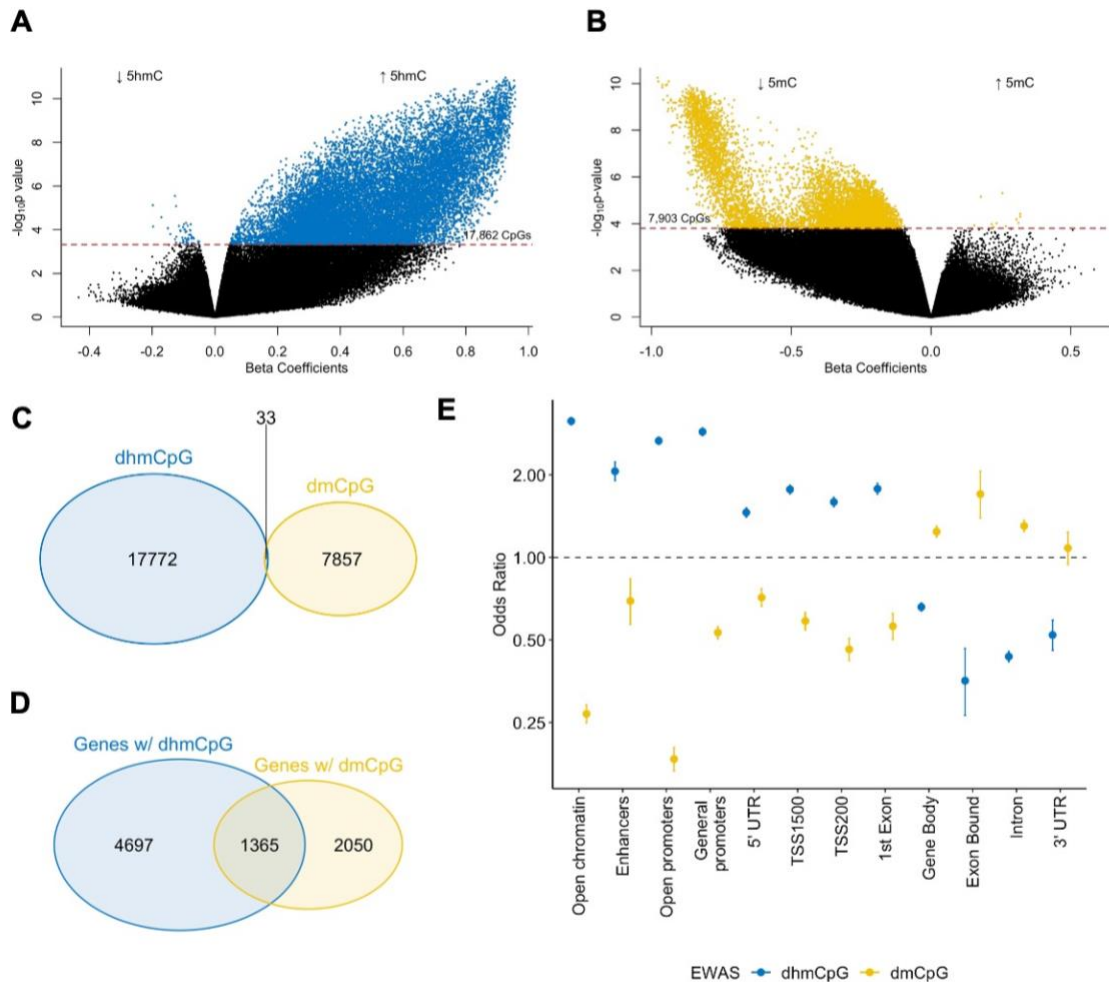 A
↓ 5hmC
↑ 5hmC
10
8
6
4
2
0
-log10p value
17,862 CpGs
-0.4
-0.2
0.0
0.2
0.4
0.6
0.8
1.0
Beta Coefficients
B
↓ 5mC
↑ 5mC
10
8
6
4
2
0
-log10p-value
7,903 CpGs
-1.0
-0.5
0.0
0.5
Beta Coefficients
C
33
dhmCpG
dmCpG
17772
7857
D
Genes w/ dhmCpG
Genes w/ dmCpG
4697
1365
2050
E
2.00
1.00
0.50
0.25
Odds Ratio
Open chromatin
Enhancers
Open promoters
General
promoters
5' UTR
TSS1500
TSS200
1st Exon
Gene Body
Exon Bound
Intron
3' UTR
EWAS dhmCpG dmCpG